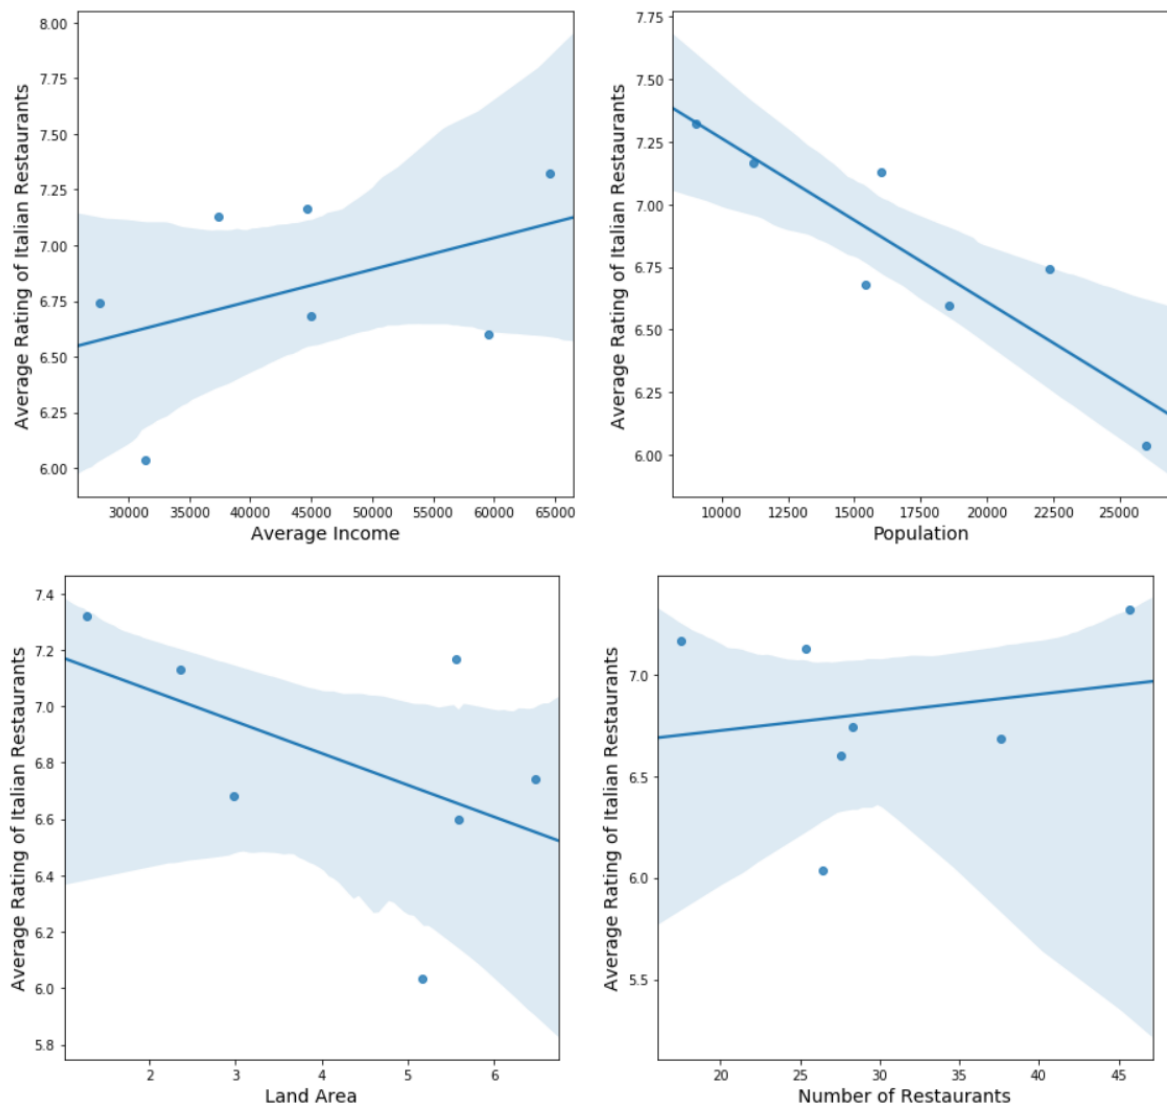 8.00
7.75
7.50
7.25
7.00
6.75
6.50
6.25
6.00
Average Rating of Italian Restaurants
30000 35000 40000 45000 50000 55000 60000 65000
Average Income
7.75
7.50
7.25
7.00
6.75
6.50
6.25
6.00
Average Rating of Italian Restaurants
10000 12500 15000 17500 20000 22500 25000
Population
7.4
7.2
7.0
6.8
6.6
6.4
6.2
6.0
5.8
Average Rating of Italian Restaurants
2 3 4 5 6
Land Area
7.0
6.5
6.0
5.5
Average Rating of Italian Restaurants
20 25 30 35 40 45
Number of Restaurants